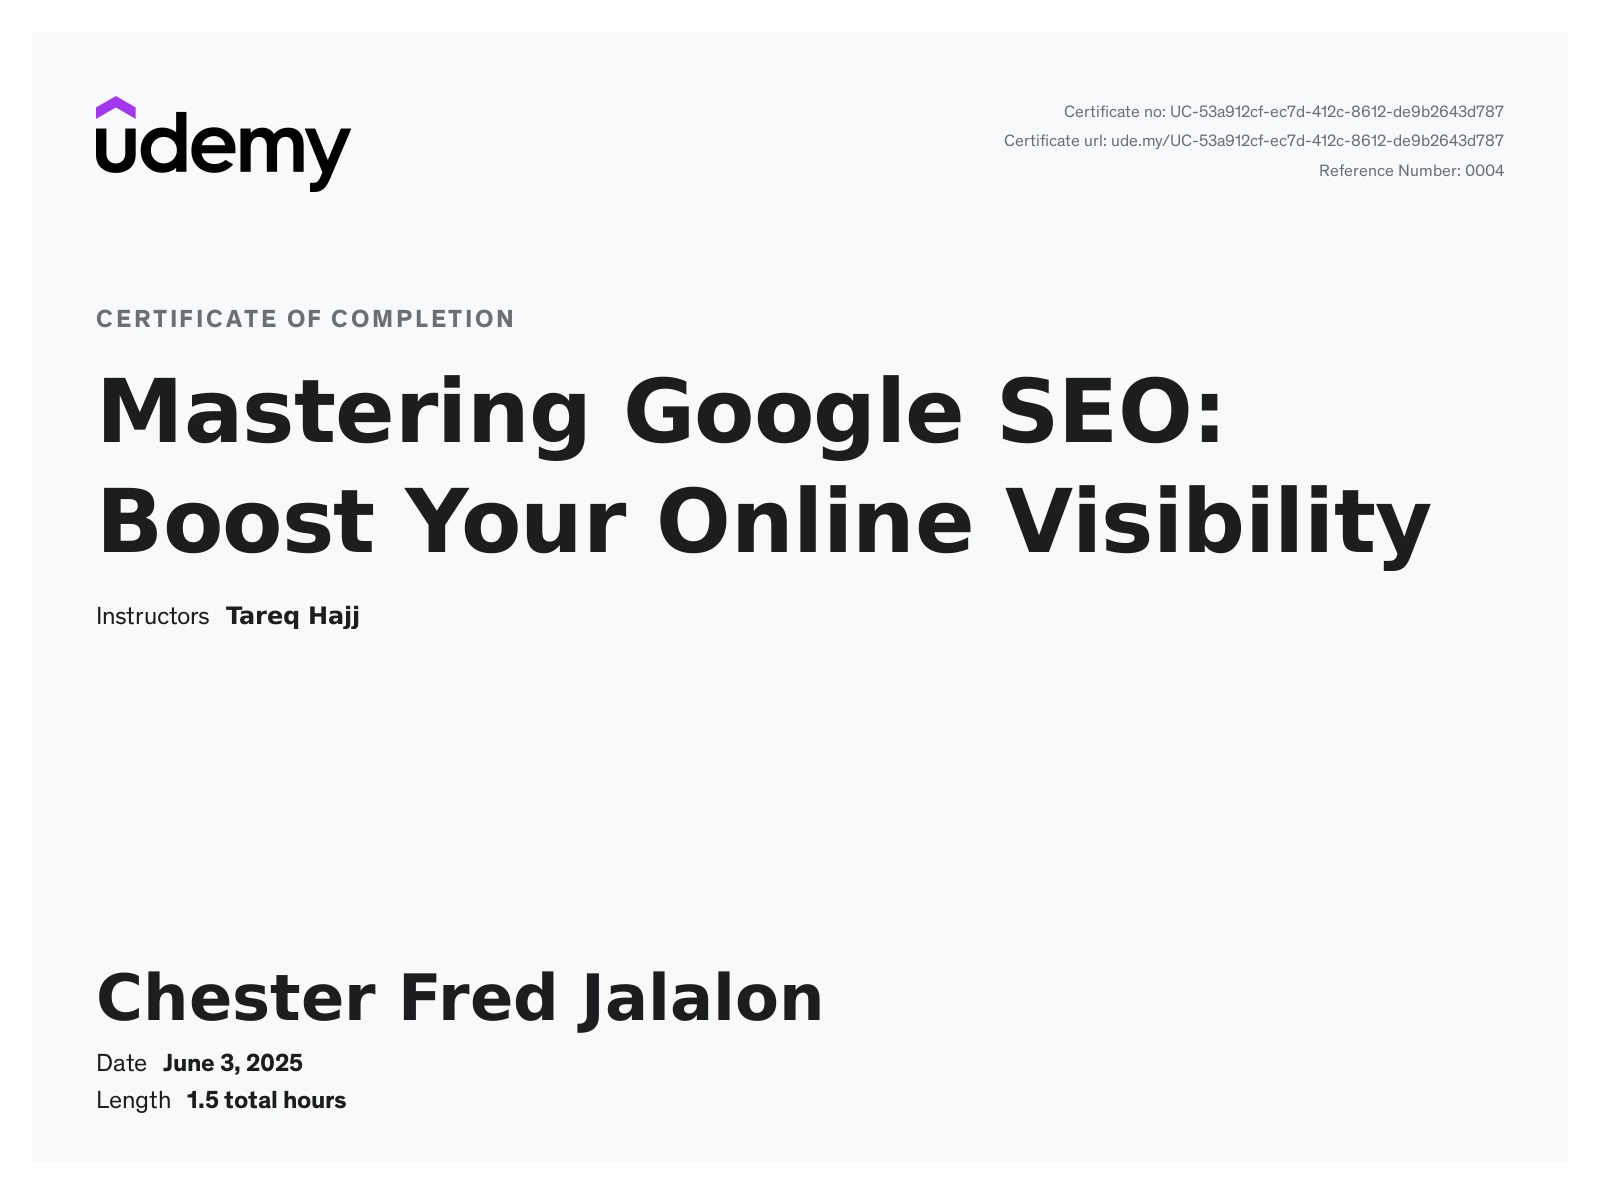 udemy
Certificate no: UC-53a912cf-ec7d-412c-8612-de9b2643d787
Certificate url: ude.my/UC-53a912cf-ec7d-412c-8612-de9b2643d787
Reference Number: 0004
CERTIFICATE OF COMPLETION
Mastering Google SEO:
Boost Your Online Visibility
Instructors Tareq Hajj
Chester Fred Jalalon
Date June 3, 2025
Length 1.5 total hours